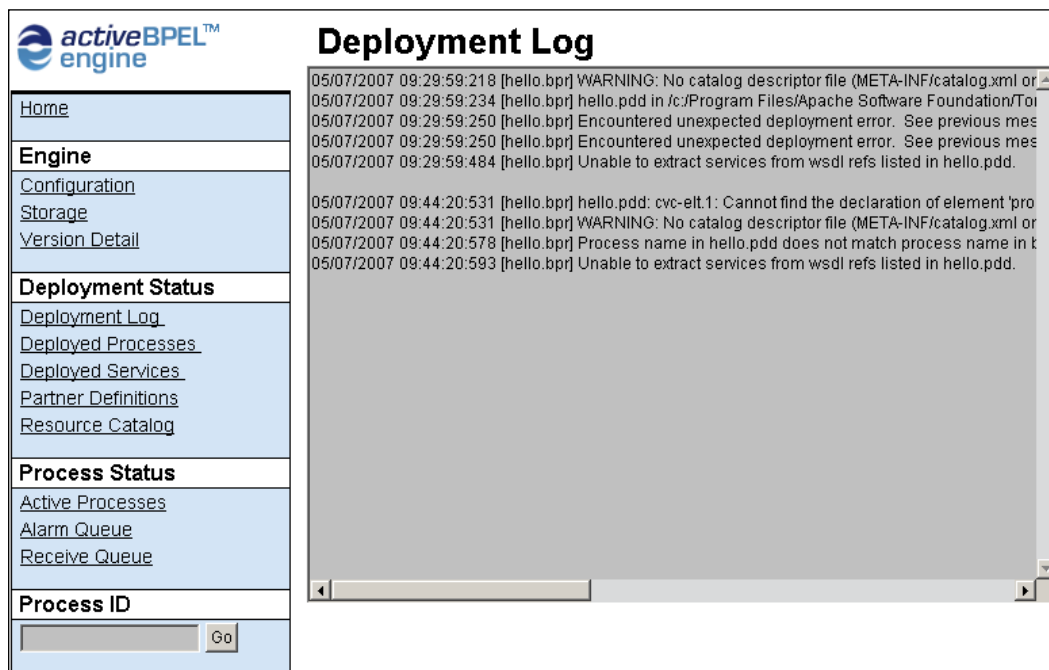 activeBPEL™
engine
Home
Engine
Configuration
Storage
Version Detail
Deployment Status
Deployment Log
Deployed Processes
Deployed Services
Partner Definitions
Resource Catalog
Process Status
Active Processes
Alarm Queue
Receive Queue
Process ID
Go
Deployment Log
05/07/2007 09:29:59:218 [hello.bpr] WARNING: No catalog descriptor file (META-INF/catalog.xml or
05/07/2007 09:29:59:234 [hello.bpr] hello.pdd in /c:/Program Files/Apache Software Foundation/To
05/07/2007 09:29:59:250 [hello.bpr] Encountered unexpected deployment error. See previous mes
05/07/2007 09:29:59:250 [hello.bpr] Encountered unexpected deployment error. See previous mes
05/07/2007 09:29:59:484 [hello.bpr] Unable to extract services from wsdl refs listed in hello.pdd.
05/07/2007 09:44:20:531 [hello.bpr] hello.pdd: cvc-elt.1: Cannot find the declaration of element 'pro
05/07/2007 09:44:20:531 [hello.bpr] WARNING: No catalog descriptor file (META-INF/catalog.xml or
05/07/2007 09:44:20:578 [hello.bpr] Process name in hello.pdd does not match process name in b
05/07/2007 09:44:20:593 [hello.bpr] Unable to extract services from wsdl refs listed in hello.pdd.